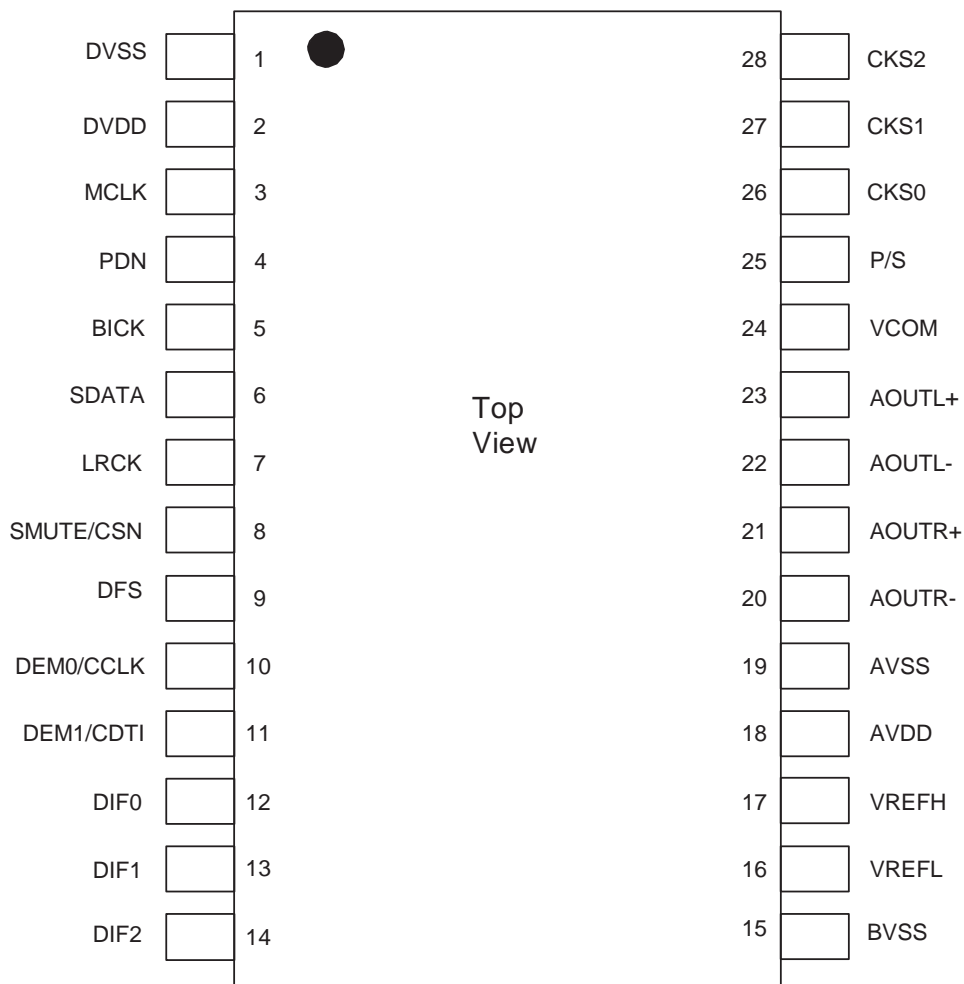 DVSS 1 28 CKS2
DVDD 2 27 CKS1
MCLK 3 26 CKS0
PDN 4 25 P/S
BICK 5 24 VCOM
SDATA 6 23 AOUTL+
Top
View
LRCK 7 22 AOUTL-
SMUTE/CSN 8 21 AOUTR+
DFS 9 20 AOUTR-
DEM0/CCLK 10 19 AVSS
DEM1/CDTI 11 18 AVDD
DIF0 12 17 VREFH
DIF1 13 16 VREFL
DIF2 14 15 BVSS